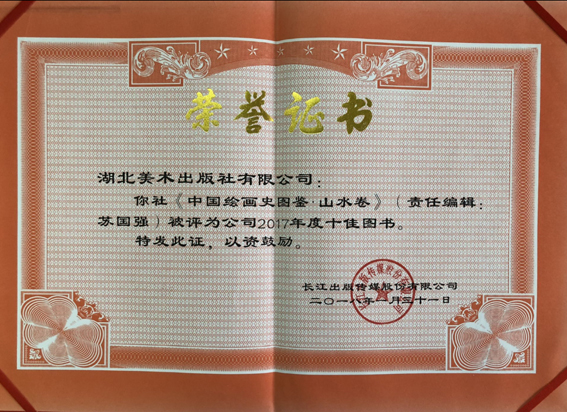 荣誉证书
湖北美术出版社有限公司：
你社《中国绘画史图鉴·山水卷》（责任编辑：
苏国强）被评为公司2017年度十佳图书。
特发此证，以资鼓励。
长江出版传媒股份有限公司
二〇一八年一月三十一日